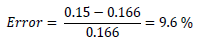 Error = (0.15 − 0.166) / 0.166 = 9.6 %